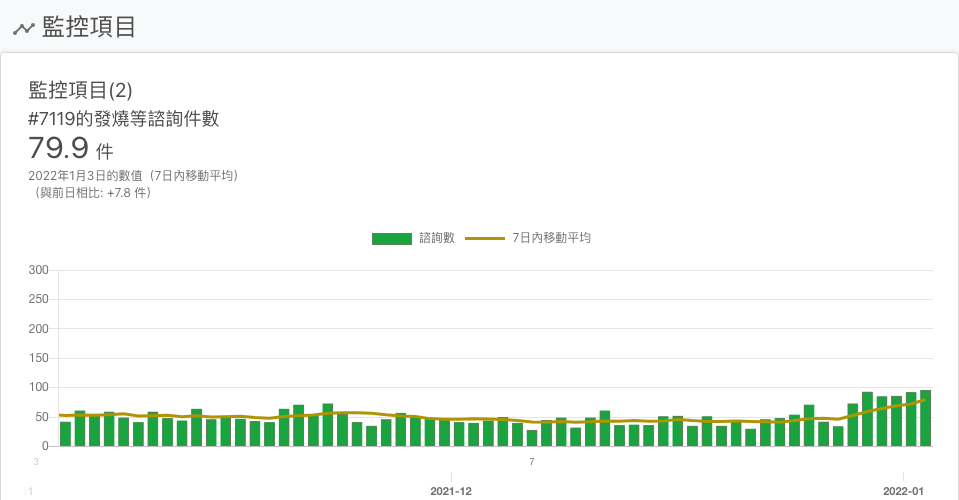 監控項目
監控項目(2)
#7119的發燒等諮詢件數
79.9 件
2022年1月3日的數值（7日內移動平均）
（與前日相比: +7.8 件）
諮詢數 7日內移動平均
300
250
200
150
100
50
0
3 7
1 2021-12 2022-01